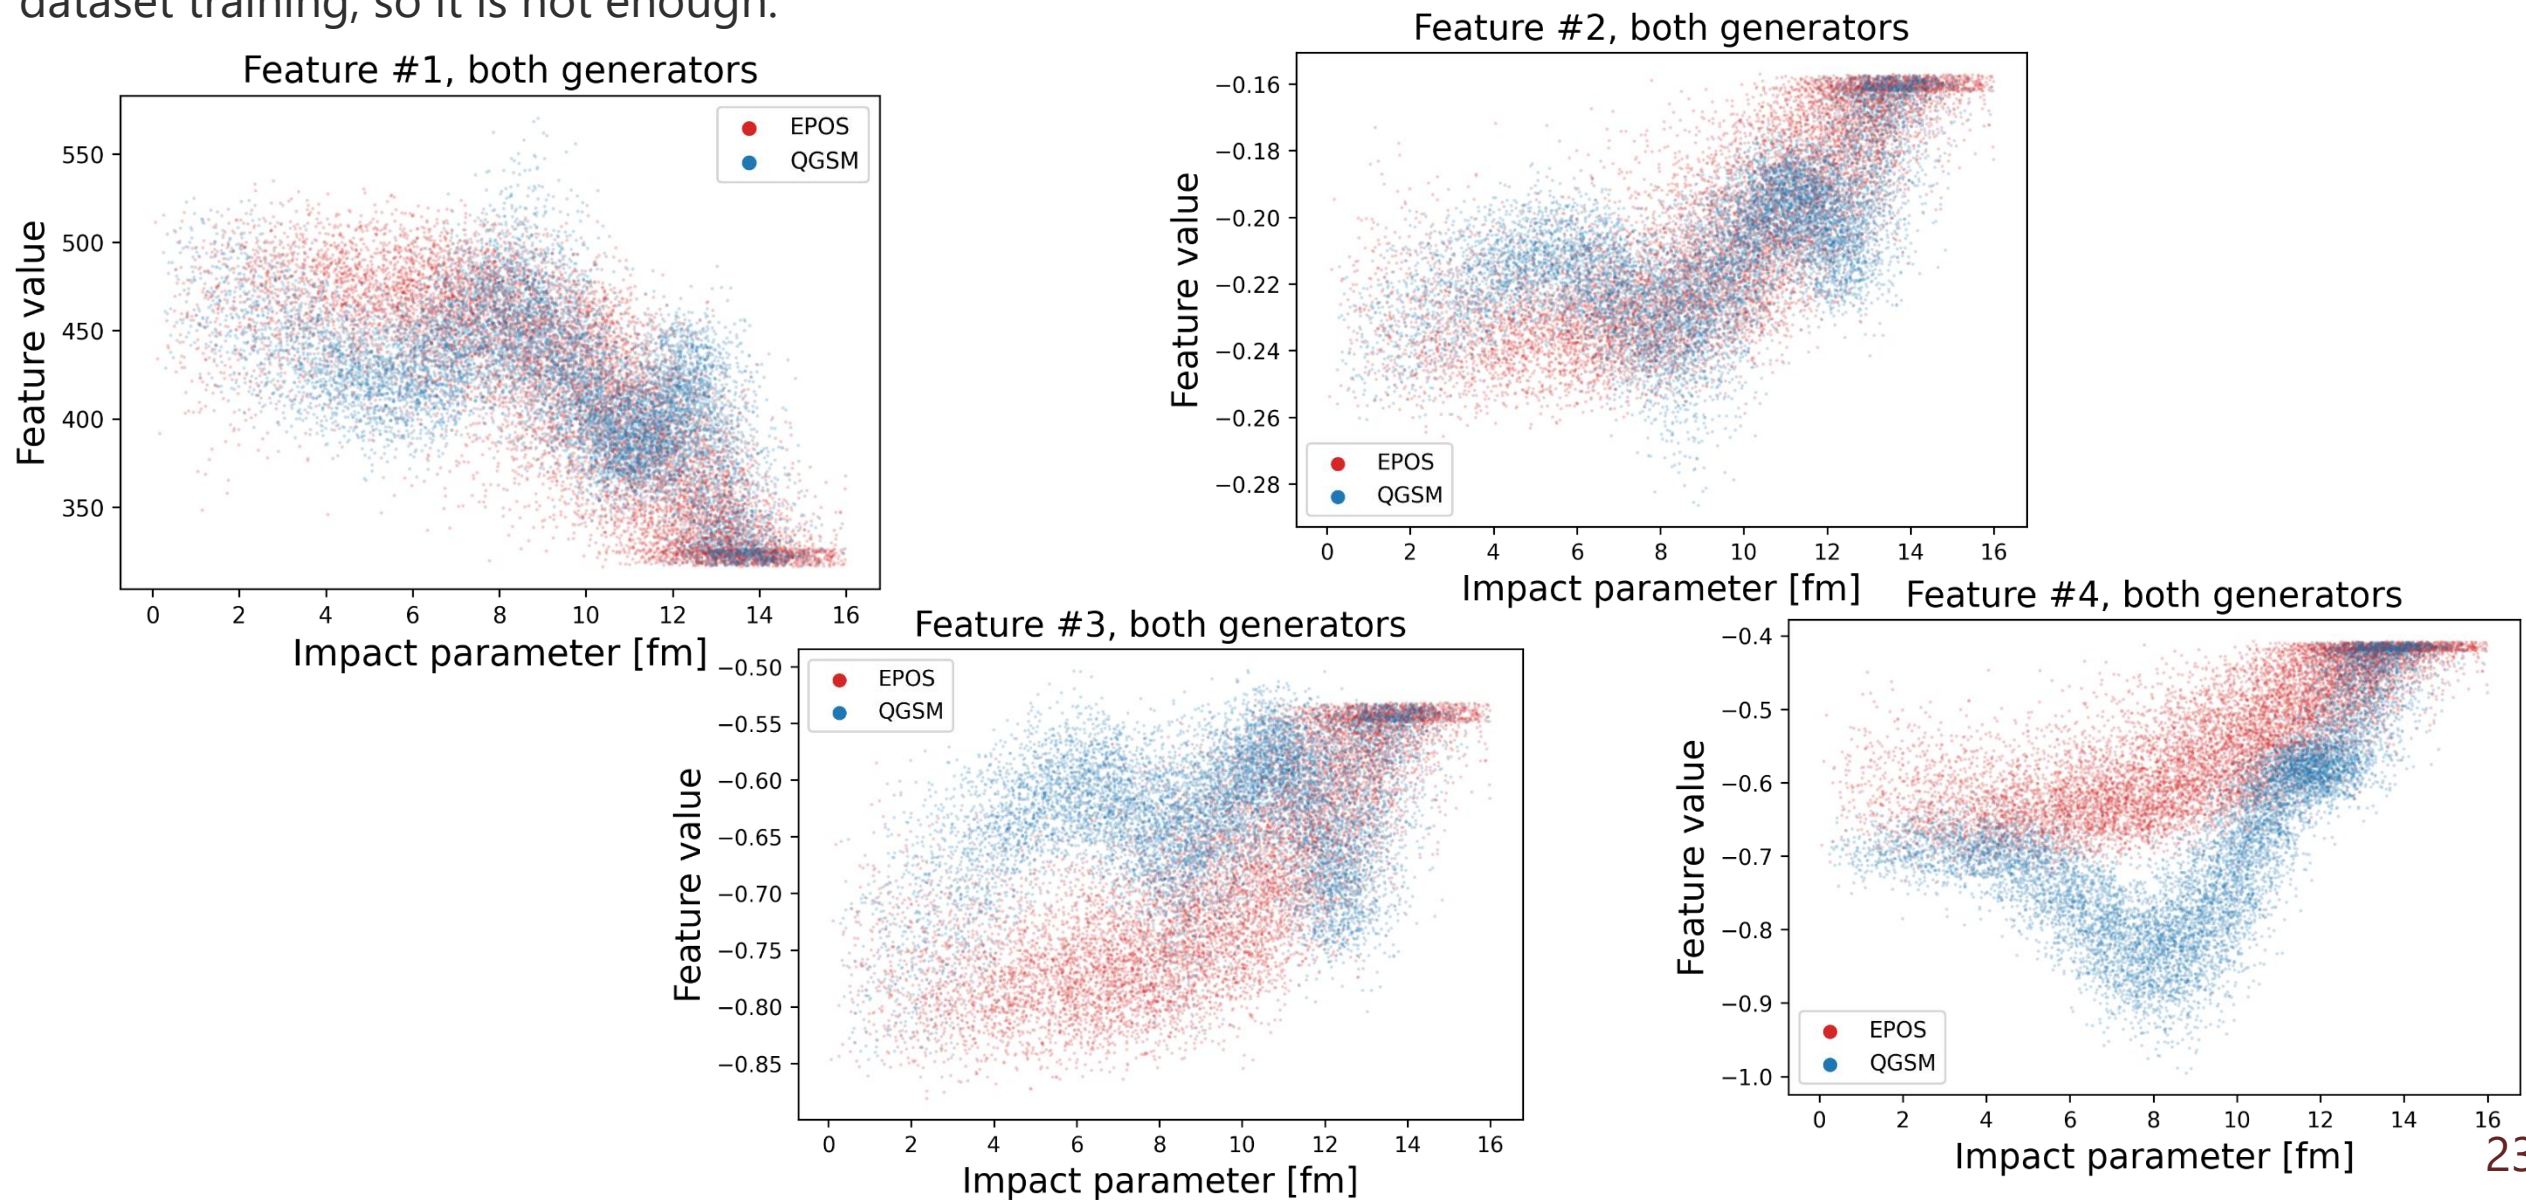 dataset training, so it is not enough.
Feature #1, both generators
Feature value
550
500
450
400
350
EPOS
QGSM
0 2 4 6 8 10 12 14 16
Impact parameter [fm]
Feature #2, both generators
Feature value
−0.16
−0.18
−0.20
−0.22
−0.24
−0.26
−0.28
EPOS
QGSM
0 2 4 6 8 10 12 14 16
Impact parameter [fm]
Feature #3, both generators
Feature value
−0.50
−0.55
−0.60
−0.65
−0.70
−0.75
−0.80
−0.85
EPOS
QGSM
0 2 4 6 8 10 12 14 16
Impact parameter [fm]
Feature #4, both generators
Feature value
−0.4
−0.5
−0.6
−0.7
−0.8
−0.9
−1.0
EPOS
QGSM
0 2 4 6 8 10 12 14 16
Impact parameter [fm]
23